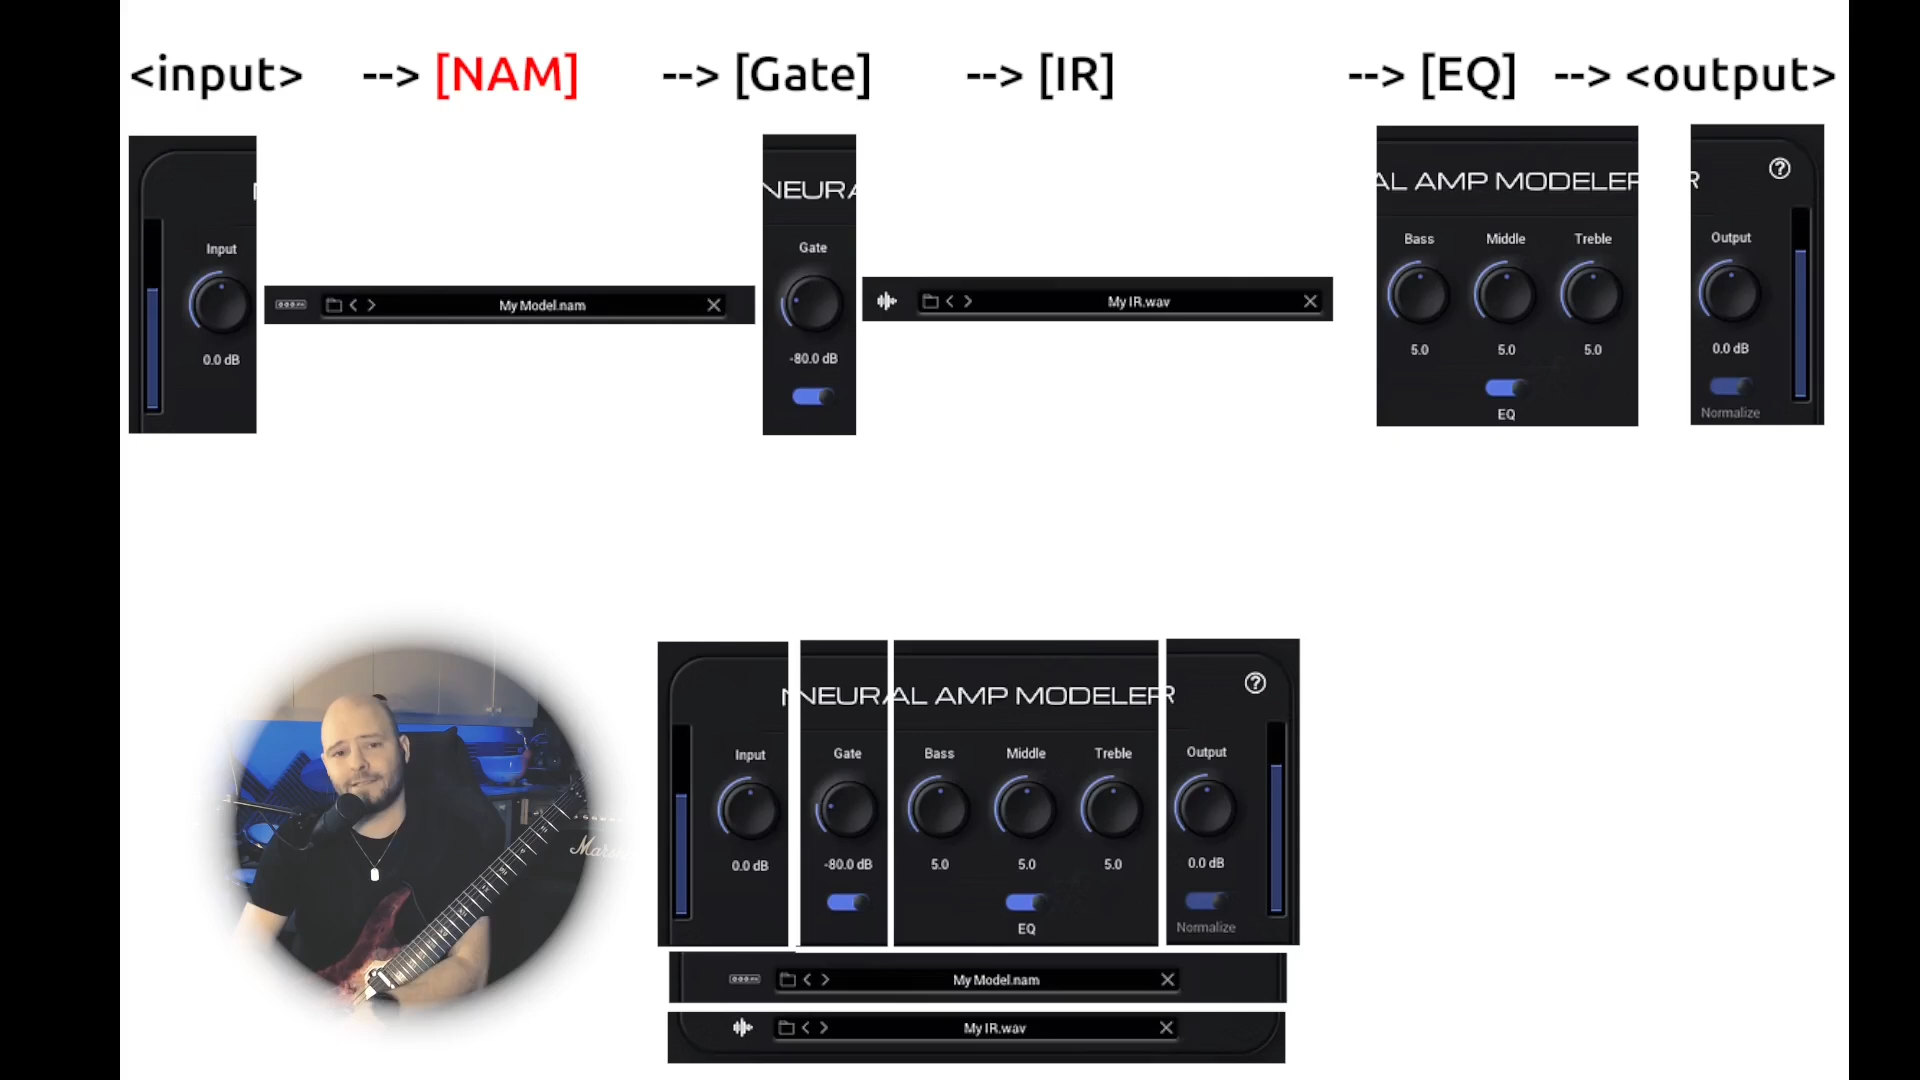 <input> --> [NAM] --> [Gate] --> [IR] --> [EQ] --> <output>
Input
0.0 dB
My Model.nam
NEURA
Gate
-80.0 dB
My IR.wav
AL AMP MODELER
Bass Middle Treble
5.0 5.0 5.0
EQ
R ?
Output
0.0 dB
Normalize
NEURAL AMP MODELER ?
Input Gate Bass Middle Treble Output
0.0 dB -80.0 dB 5.0 5.0 5.0 0.0 dB
EQ Normalize
My Model.nam
My IR.wav